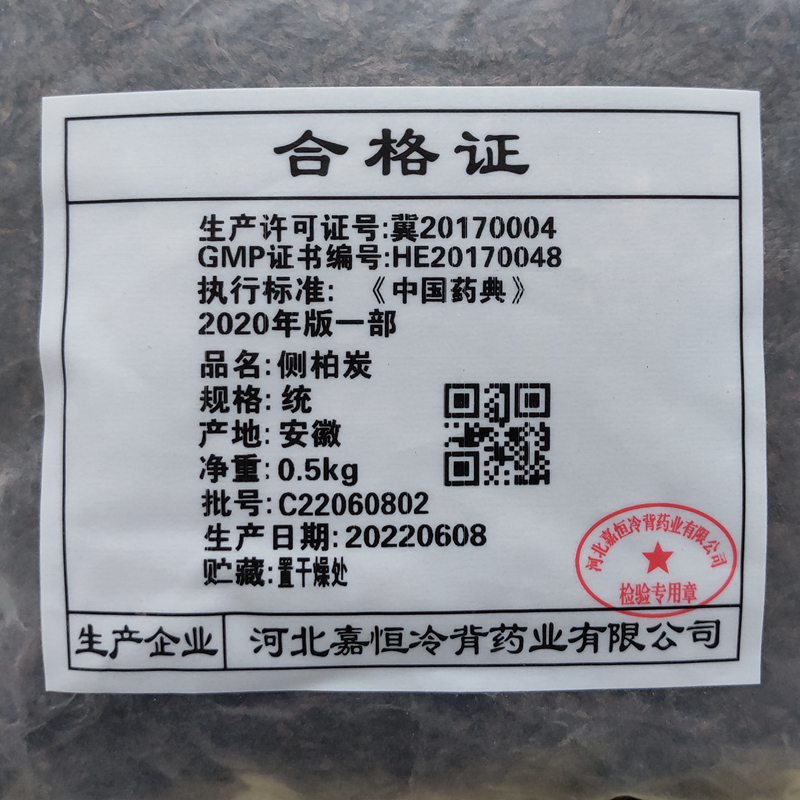 合格证
生产许可证号:冀20170004
GMP证书编号:HE20170048
执行标准: 《中国药典》
2020年版一部
品名:侧柏炭
规格:统
产地:安徽
净重:0.5kg
批号:C22060802
生产日期:20220608
贮藏:置干燥处
河北嘉恒冷背药业有限公司
检验专用章
生产企业 河北嘉恒冷背药业有限公司